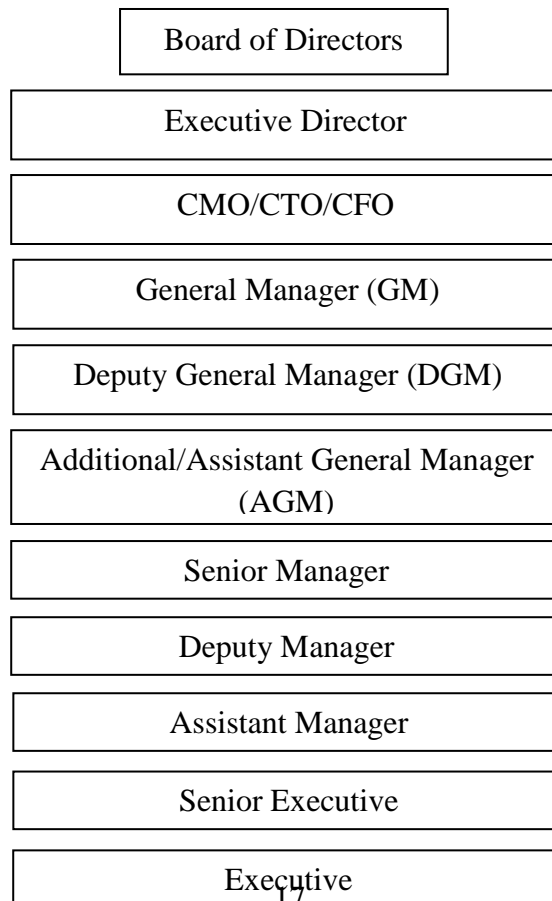 Board of Directors
Executive Director
CMO/CTO/CFO
General Manager (GM)
Deputy General Manager (DGM)
Additional/Assistant General Manager
(AGM)
Senior Manager
Deputy Manager
Assistant Manager
Senior Executive
Executive
17